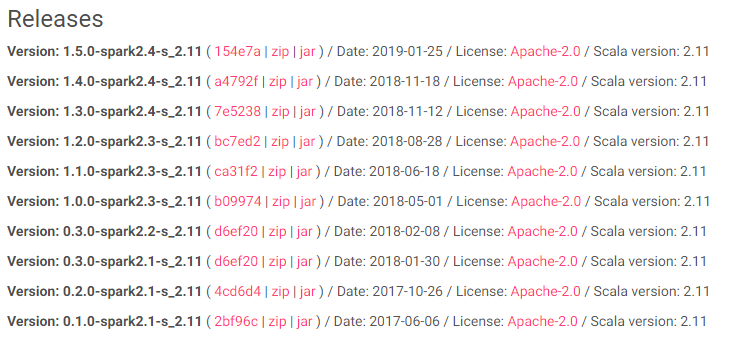 Releases
Version: 1.5.0-spark2.4-s_2.11 ( 154e7a | zip | jar ) / Date: 2019-01-25 / License: Apache-2.0 / Scala version: 2.11
Version: 1.4.0-spark2.4-s_2.11 ( a4792f | zip | jar ) / Date: 2018-11-18 / License: Apache-2.0 / Scala version: 2.11
Version: 1.3.0-spark2.4-s_2.11 ( 7e5238 | zip | jar ) / Date: 2018-11-12 / License: Apache-2.0 / Scala version: 2.11
Version: 1.2.0-spark2.3-s_2.11 ( bc7ed2 | zip | jar ) / Date: 2018-08-28 / License: Apache-2.0 / Scala version: 2.11
Version: 1.1.0-spark2.3-s_2.11 ( ca31f2 | zip | jar ) / Date: 2018-06-18 / License: Apache-2.0 / Scala version: 2.11
Version: 1.0.0-spark2.3-s_2.11 ( b09974 | zip | jar ) / Date: 2018-05-01 / License: Apache-2.0 / Scala version: 2.11
Version: 0.3.0-spark2.2-s_2.11 ( d6ef20 | zip | jar ) / Date: 2018-02-08 / License: Apache-2.0 / Scala version: 2.11
Version: 0.3.0-spark2.1-s_2.11 ( d6ef20 | zip | jar ) / Date: 2018-01-30 / License: Apache-2.0 / Scala version: 2.11
Version: 0.2.0-spark2.1-s_2.11 ( 4cd6d4 | zip | jar ) / Date: 2017-10-26 / License: Apache-2.0 / Scala version: 2.11
Version: 0.1.0-spark2.1-s_2.11 ( 2bf96c | zip | jar ) / Date: 2017-06-06 / License: Apache-2.0 / Scala version: 2.11